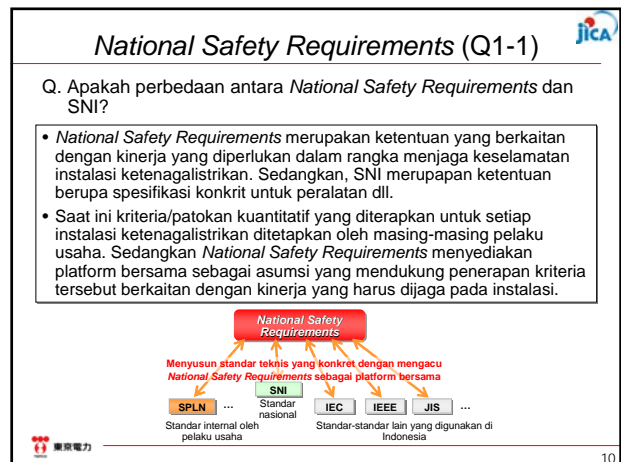 National Safety Requirements (Q1-1)
jICA
Q. Apakah perbedaan antara National Safety Requirements dan
SNI?
• National Safety Requirements merupakan ketentuan yang berkaitan
dengan kinerja yang diperlukan dalam rangka menjaga keselamatan
instalasi ketenagalistrikan. Sedangkan, SNI merupapan ketentuan
berupa spesifikasi konkrit untuk peralatan dll.
• Saat ini kriteria/patokan kuantitatif yang diterapkan untuk setiap
instalasi ketenagalistrikan ditetapkan oleh masing-masing pelaku
usaha. Sedangkan National Safety Requirements menyediakan
platform bersama sebagai asumsi yang mendukung penerapan kriteria
tersebut berkaitan dengan kinerja yang harus dijaga pada instalasi.
National Safety
Requirements
Menyusun standar teknis yang konkret dengan mengacu
National Safety Requirements sebagai platform bersama
SNI
SPLN ... Standar nasional IEC IEEE JIS ...
Standar internal oleh pelaku usaha
Standar-standar lain yang digunakan di Indonesia
東京電力
10